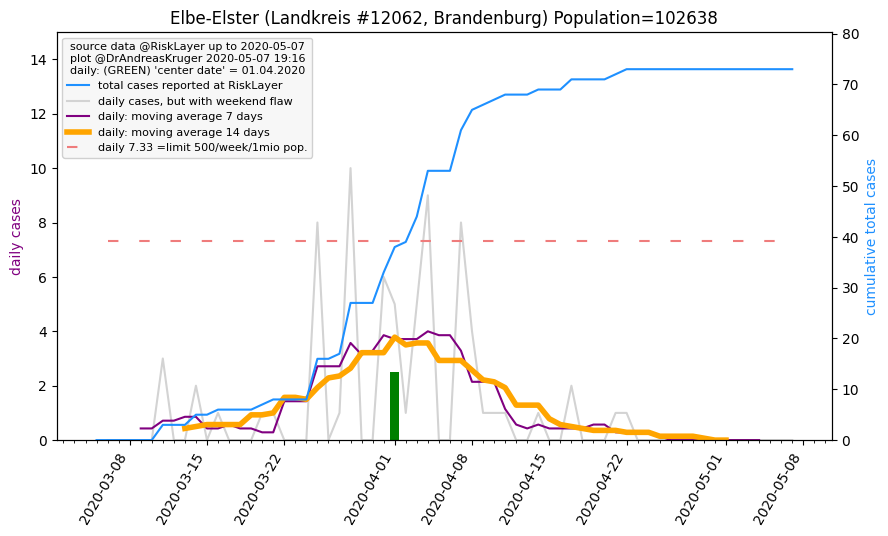 Elbe-Elster (Landkreis #12062, Brandenburg) Population=102638
source data @RiskLayer up to 2020-05-07
plot @DrAndreasKruger 2020-05-07 19:16
daily: (GREEN) 'center date' = 01.04.2020
total cases reported at RiskLayer
daily cases, but with weekend flaw
daily: moving average 7 days
daily: moving average 14 days
daily 7.33 =limit 500/week/1mio pop.
daily cases
14
12
10
8
6
4
2
0
80
70
60
50
40
30
20
10
0
cumulative total cases
2020-03-08
2020-03-15
2020-03-22
2020-04-01
2020-04-08
2020-04-15
2020-04-22
2020-05-01
2020-05-08